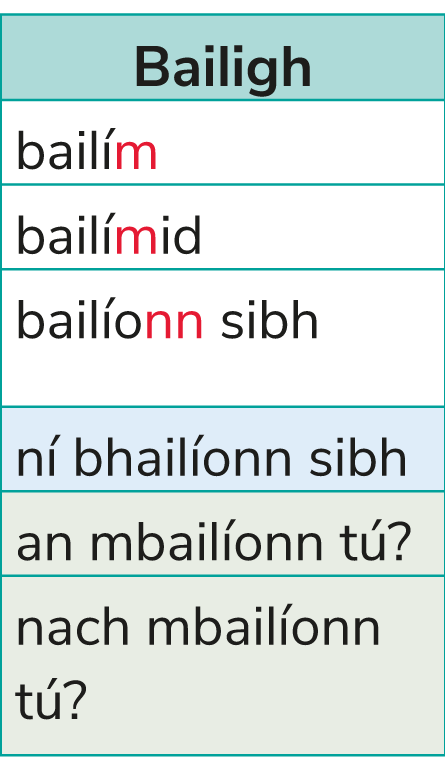 Bailigh
bailím
bailímid
bailíonn sibh
ní bhailíonn sibh
an mbailíonn tú?
nach mbailíonn
tú?